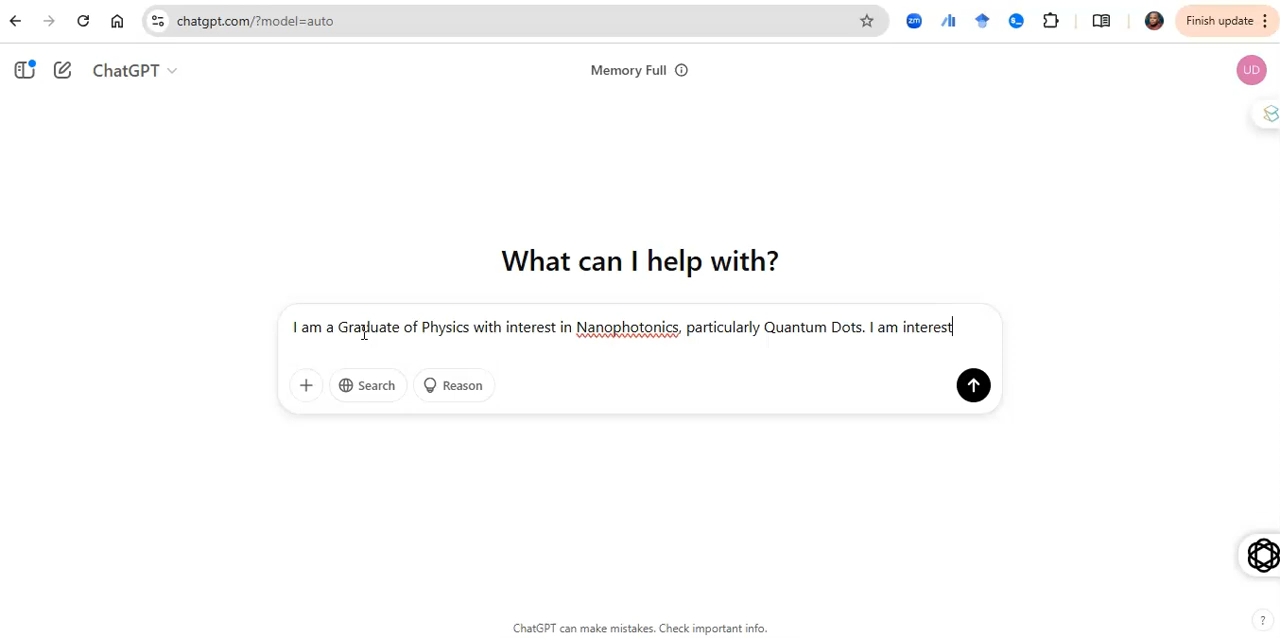 chatgpt.com/?model=auto
zm
Finish update
ChatGPT
Memory Full
UD
What can I help with?
I am a Graduate of Physics with interest in Nanophotonics, particularly Quantum Dots. I am interest
Search
Reason
ChatGPT can make mistakes. Check important info.
?